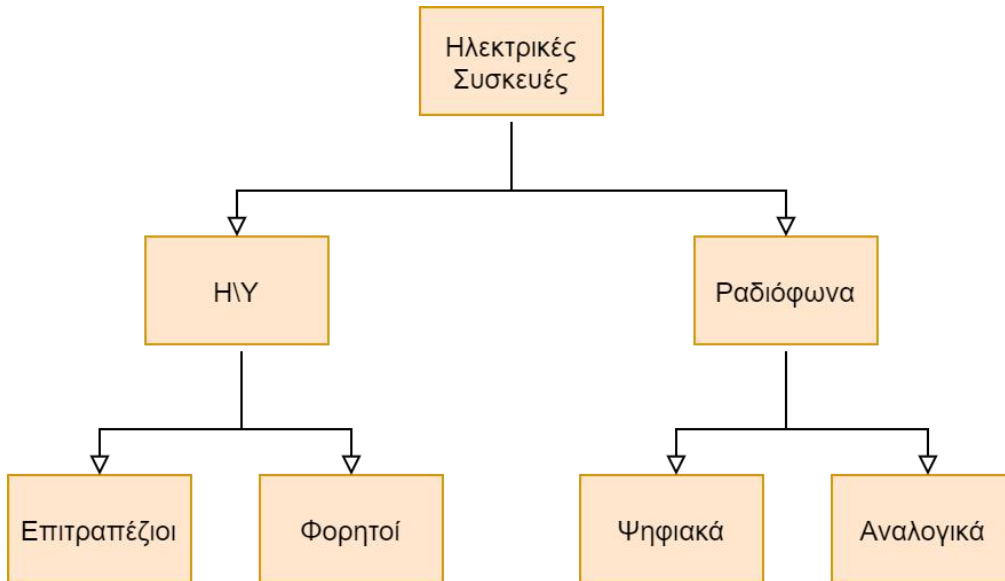 Ηλεκτρικές
Συσκευές
Η\Υ
Ραδιόφωνα
Επιτραπέζιοι
Φορητοί
Ψηφιακά
Αναλογικά